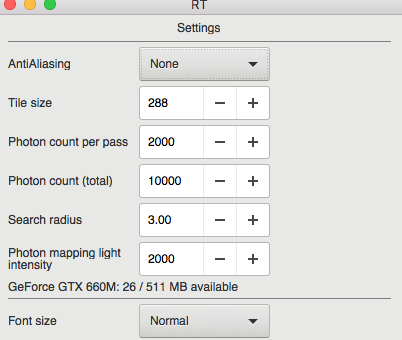 RT
Settings
AntiAliasing None
Tile size 288 − +
Photon count per pass 2000 − +
Photon count (total) 10000 − +
Search radius 3.00 − +
Photon mapping light
intensity 2000 − +
GeForce GTX 660M: 26 / 511 MB available
Font size Normal